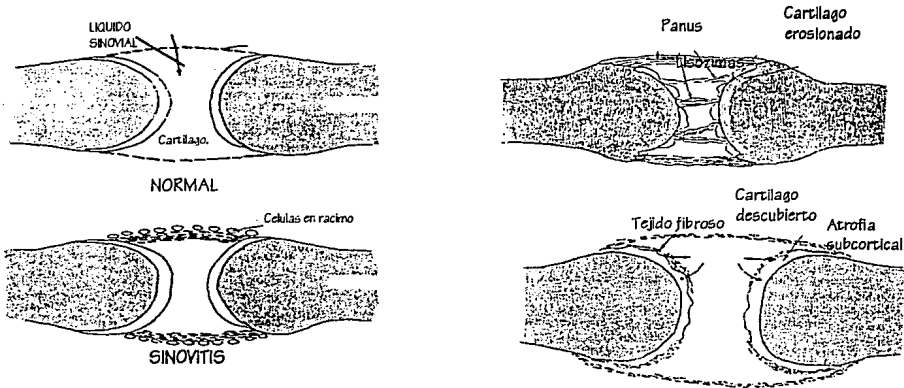 LIQUIDO
SINOVIAL
Cartilago.
NORMAL
Celulas en racimo
SINOVITIS
Panus
Lisozimas
Cartilago
erosionado
Tejido fibroso
Cartilago
descubierto
Atrofia
subcortical